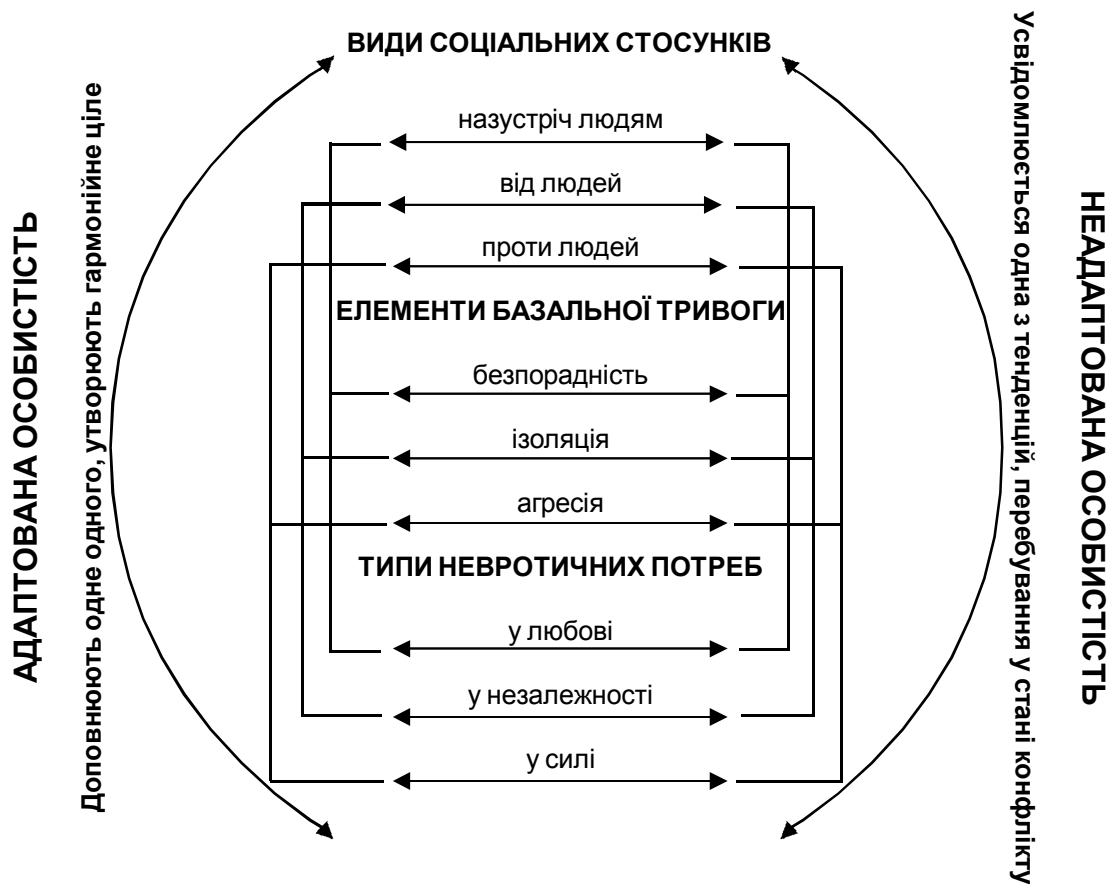 АДАПТОВАНА ОСОБИСТІСТЬ
Доповнюють одне одного, утворюють гармонійне ціле
ВИДИ СОЦІАЛЬНИХ СТОСУНКІВ
назустріч людям
від людей
проти людей
ЕЛЕМЕНТИ БАЗАЛЬНОЇ ТРИВОГИ
безпорадність
ізоляція
агресія
ТИПИ НЕВРОТИЧНИХ ПОТРЕБ
у любові
у незалежності
у силі
Усвідомлюється одна з тенденцій, перебування у стані конфлікту
НЕАДАПТОВАНА ОСОБИСТІСТЬ